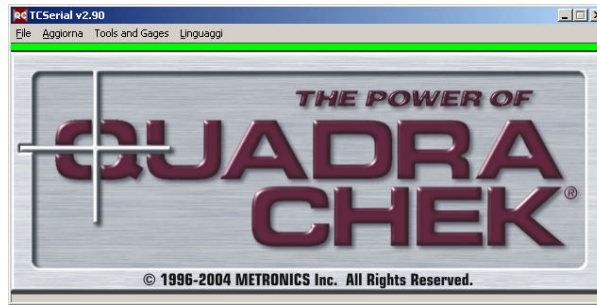 QC TCSerial v2.90
File Aggiorna Tools and Gages Linguaggi
THE POWER OF
QUADRA
CHEK®
© 1996-2004 METRONICS Inc. All Rights Reserved.